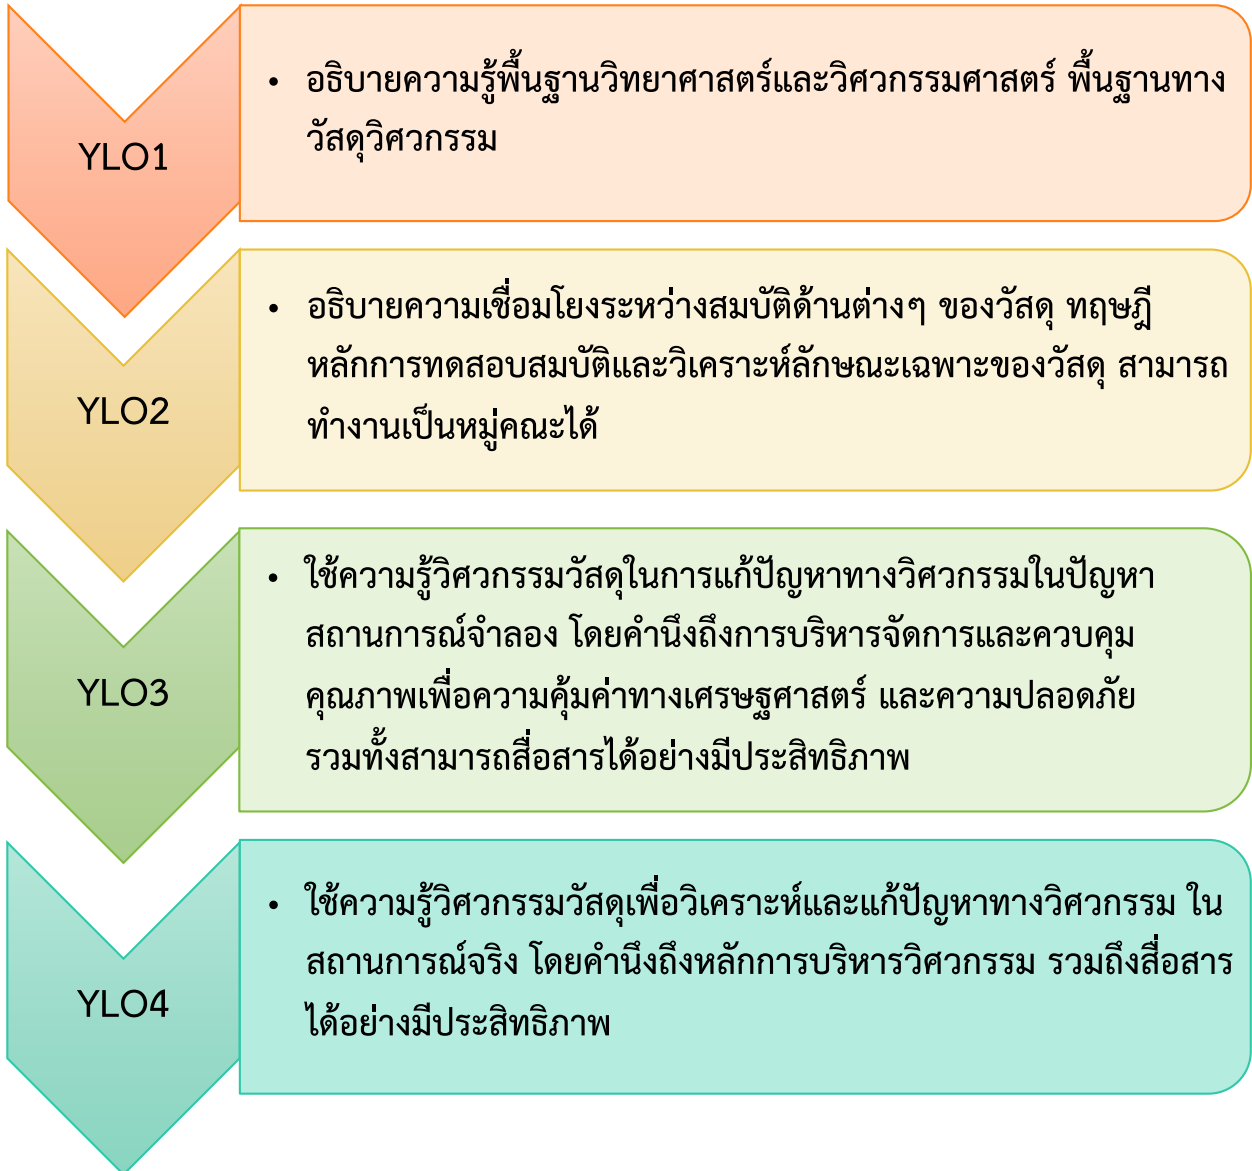 YLO1
• อธิบายความรู้พื้นฐานวิทยาศาสตร์และวิศวกรรมศาสตร์ พื้นฐานทาง
วัสดุวิศวกรรม
YLO2
• อธิบายความเชื่อมโยงระหว่างสมบัติด้านต่างๆ ของวัสดุ ทฤษฎี
หลักการทดสอบสมบัติและวิเคราะห์ลักษณะเฉพาะของวัสดุ สามารถ
ทำงานเป็นหมู่คณะได้
YLO3
• ใช้ความรู้วิศวกรรมวัสดุในการแก้ปัญหาทางวิศวกรรมในปัญหา
สถานการณ์จำลอง โดยคำนึงถึงการบริหารจัดการและควบคุม
คุณภาพเพื่อความคุ้มค่าทางเศรษฐศาสตร์ และความปลอดภัย
รวมทั้งสามารถสื่อสารได้อย่างมีประสิทธิภาพ
YLO4
• ใช้ความรู้วิศวกรรมวัสดุเพื่อวิเคราะห์และแก้ปัญหาทางวิศวกรรม ใน
สถานการณ์จริง โดยคำนึงถึงหลักการบริหารวิศวกรรม รวมถึงสื่อสาร
ได้อย่างมีประสิทธิภาพ